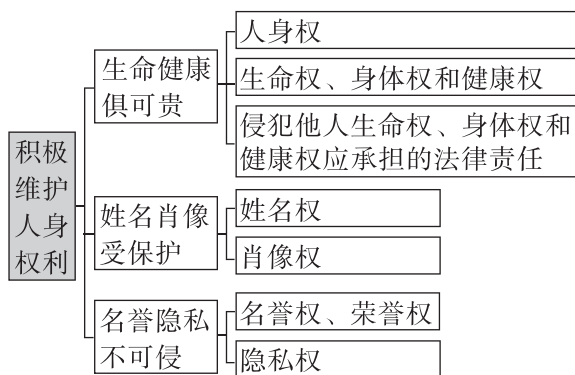 积极
维护
人身
权利
生命健康
俱可贵
人身权
生命权、身体权和健康权
侵犯他人生命权、身体权和
健康权应承担的法律责任
姓名肖像
受保护
姓名权
肖像权
名誉隐私
不可侵
名誉权、荣誉权
隐私权